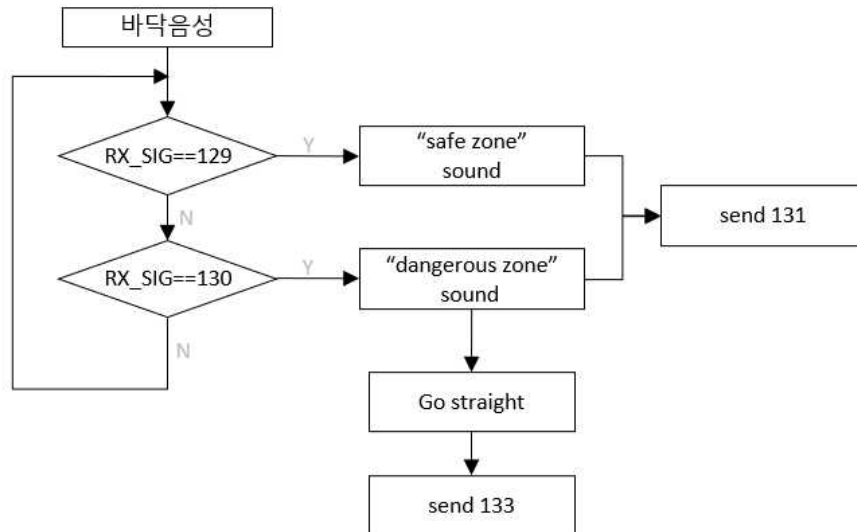 바닥음성
RX_SIG==129
Y
“safe zone”
sound
send 131
N
RX_SIG==130
Y
“dangerous zone”
sound
N
Go straight
send 133